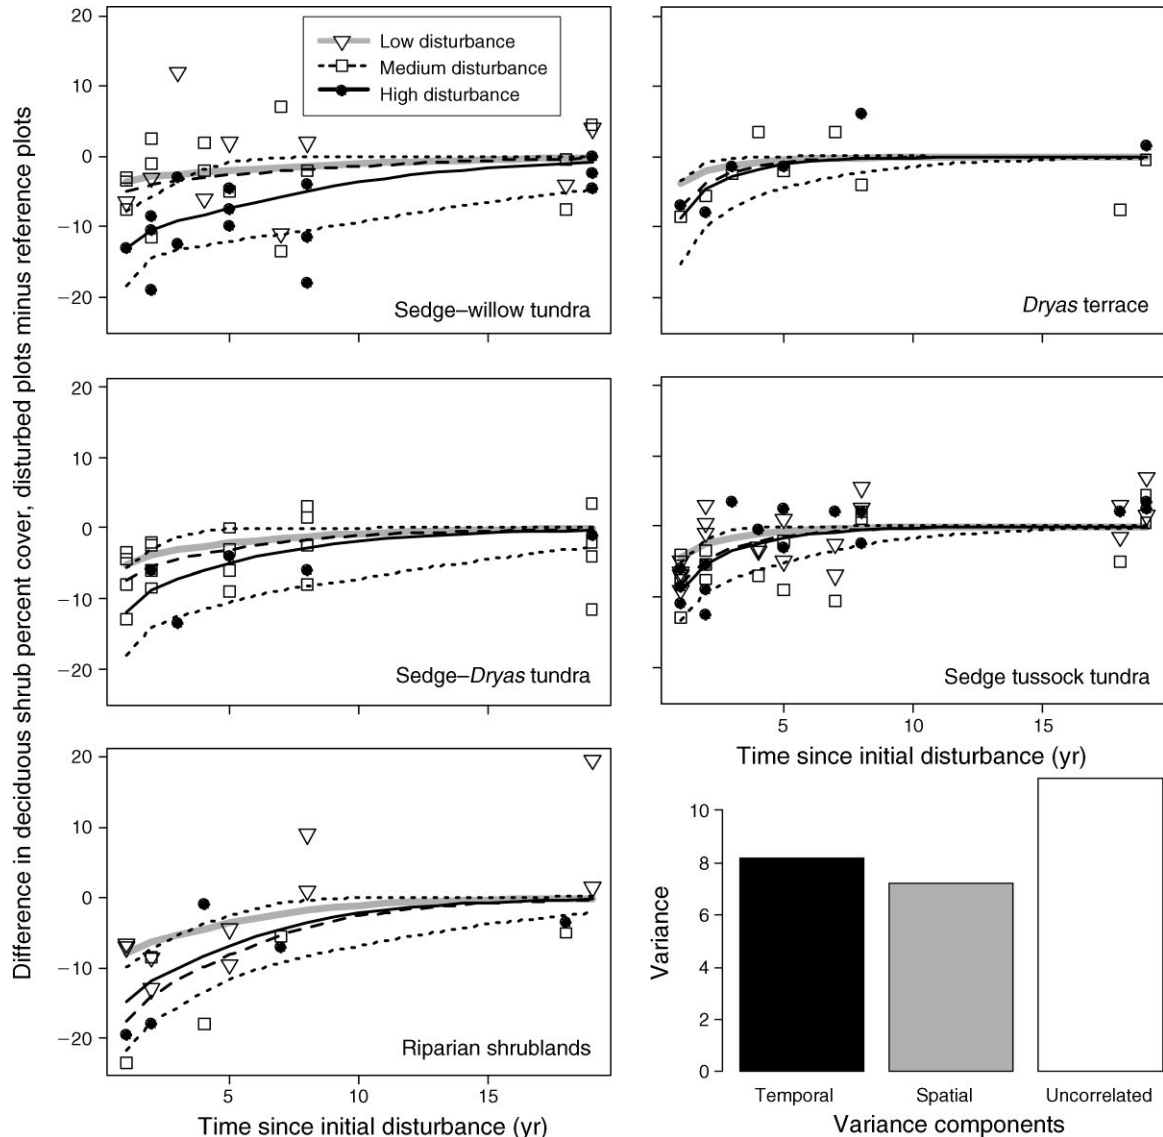 Difference in deciduous shrub percent cover, disturbed plots minus reference plots
20
10
0
−10
−20
Low disturbance
Medium disturbance
High disturbance
Sedge–willow tundra
Dryas terrace
20
10
0
−10
−20
Sedge–Dryas tundra
Sedge tussock tundra
5 10 15
Time since initial disturbance (yr)
20
10
0
−10
−20
Riparian shrublands
5 10 15
Time since initial disturbance (yr)
Variance
10
8
6
4
2
0
Temporal Spatial Uncorrelated
Variance components